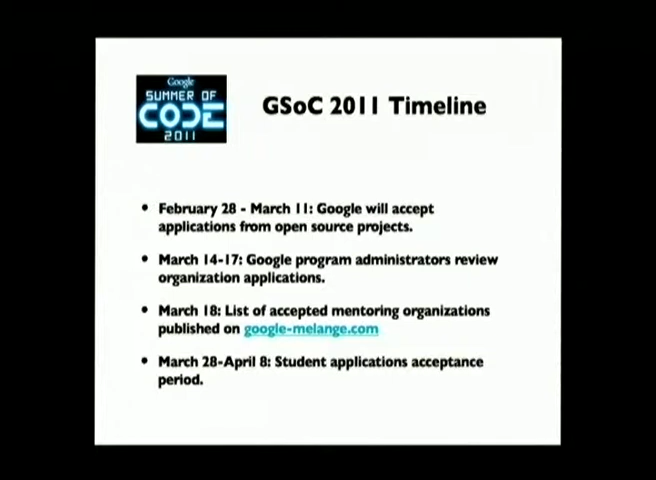 Google
SUMMER OF
CODE
2011
GSoC 2011 Timeline
• February 28 - March 11: Google will accept
applications from open source projects.
• March 14-17: Google program administrators review
organization applications.
• March 18: List of accepted mentoring organizations
published on google-melange.com
• March 28-April 8: Student applications acceptance
period.